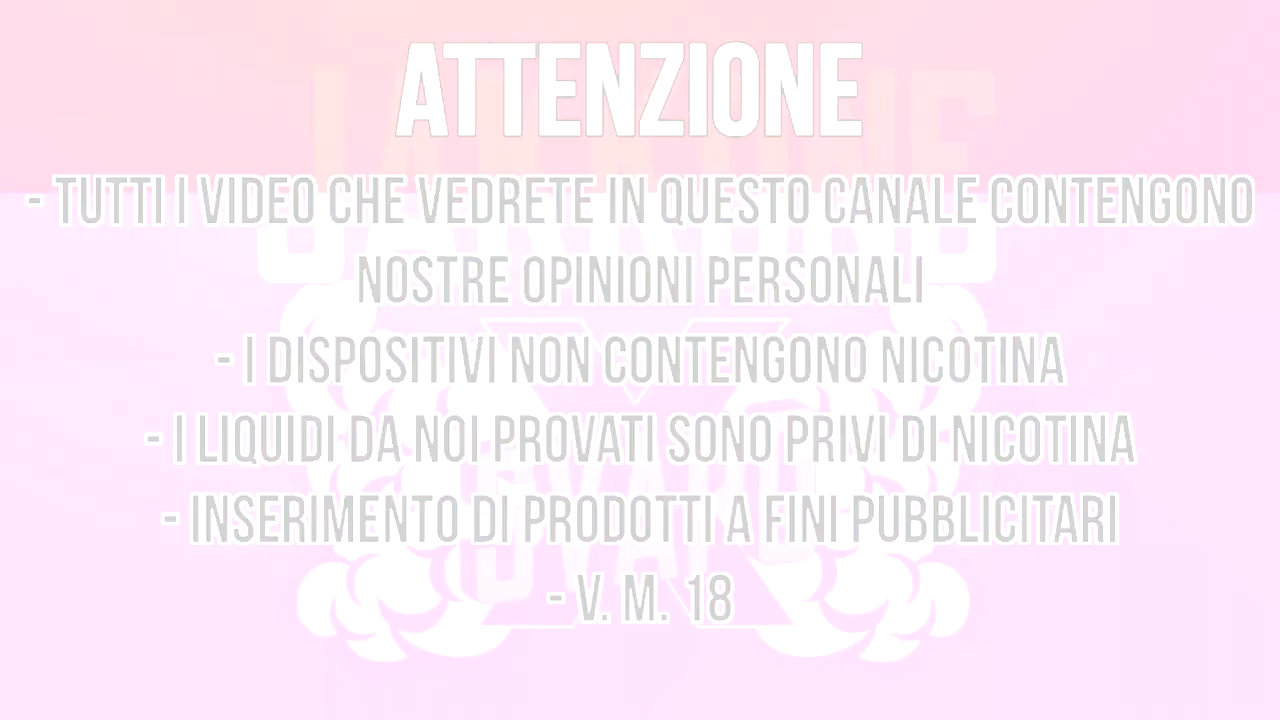 ATTENZIONE
- TUTTI I VIDEO CHE VEDRETE IN QUESTO CANALE CONTENGONO
NOSTRE OPINIONI PERSONALI
- I DISPOSITIVI NON CONTENGONO NICOTINA
- I LIQUIDI DA NOI PROVATI SONO PRIVI DI NICOTINA
- INSERIMENTO DI PRODOTTI A FINI PUBBLICITARI
- V. M. 18